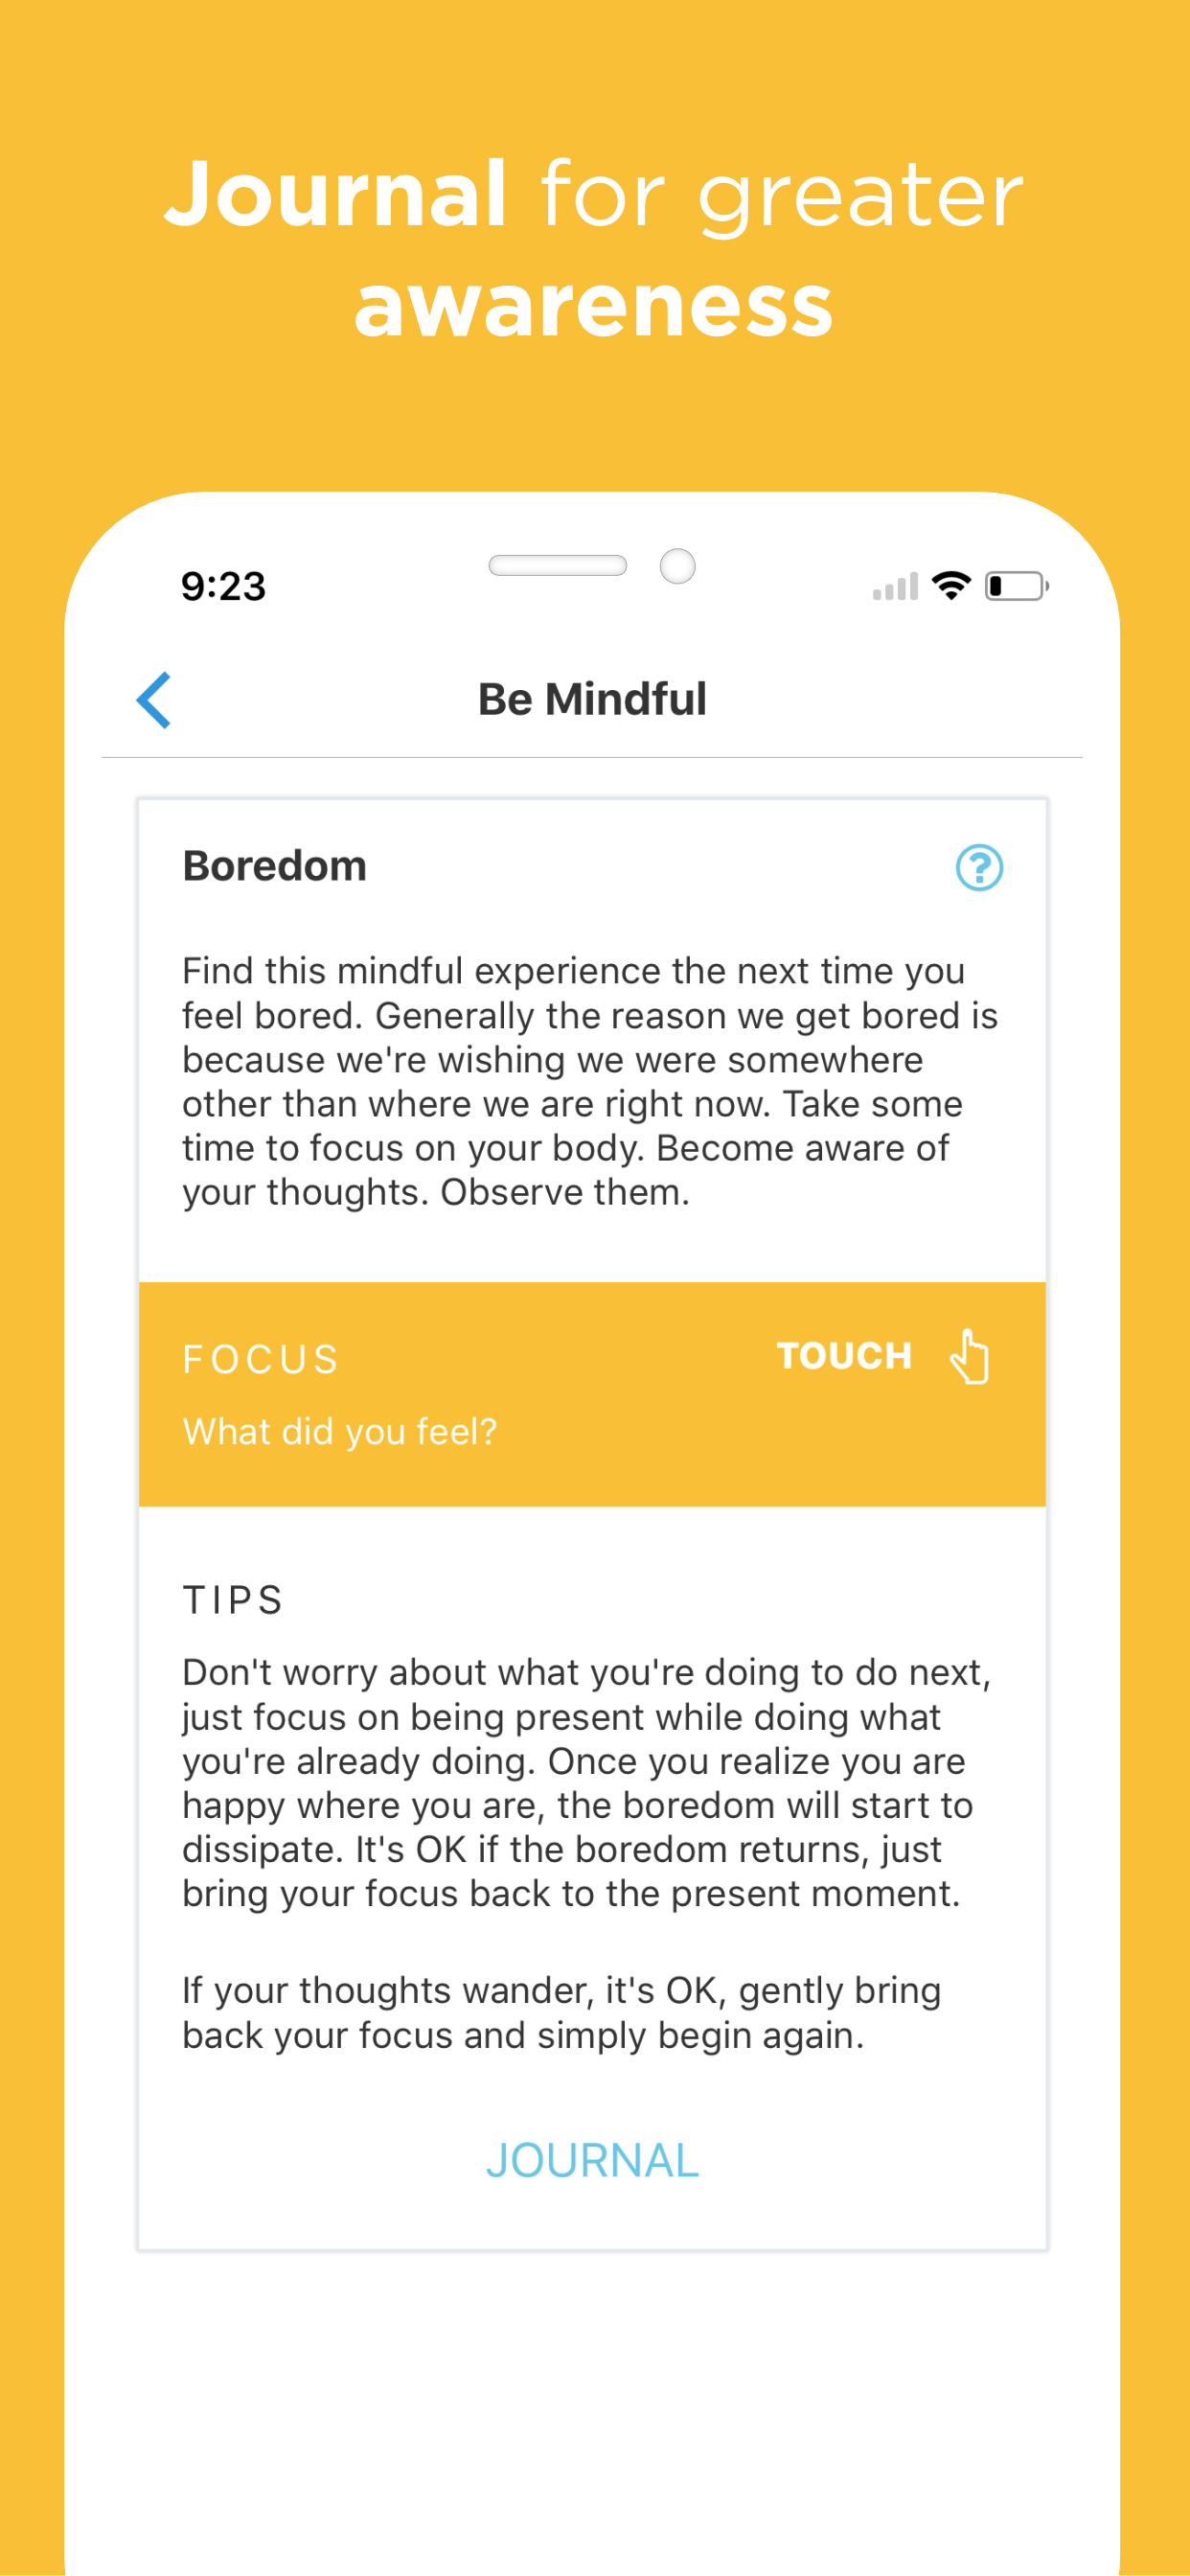 Journal for greater
awareness
9:23
Be Mindful
Boredom
Find this mindful experience the next time you
feel bored. Generally the reason we get bored is
because we're wishing we were somewhere
other than where we are right now. Take some
time to focus on your body. Become aware of
your thoughts. Observe them.
FOCUS
TOUCH
What did you feel?
TIPS
Don't worry about what you're doing to do next,
just focus on being present while doing what
you're already doing. Once you realize you are
happy where you are, the boredom will start to
dissipate. It's OK if the boredom returns, just
bring your focus back to the present moment.
If your thoughts wander, it's OK, gently bring
back your focus and simply begin again.
JOURNAL